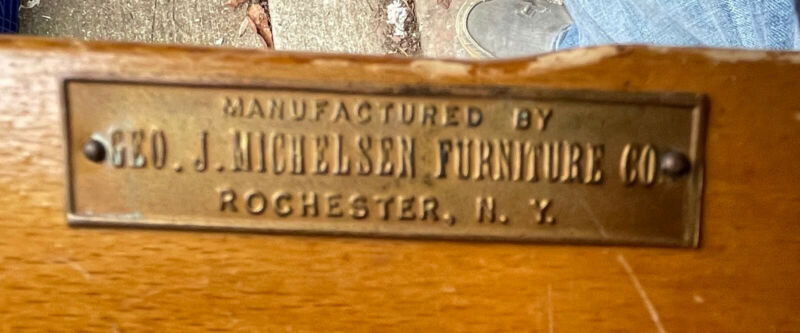 MANUFACTURED BY
GEO. J. MICHELSEN FURNITURE CO.
ROCHESTER, N. Y.